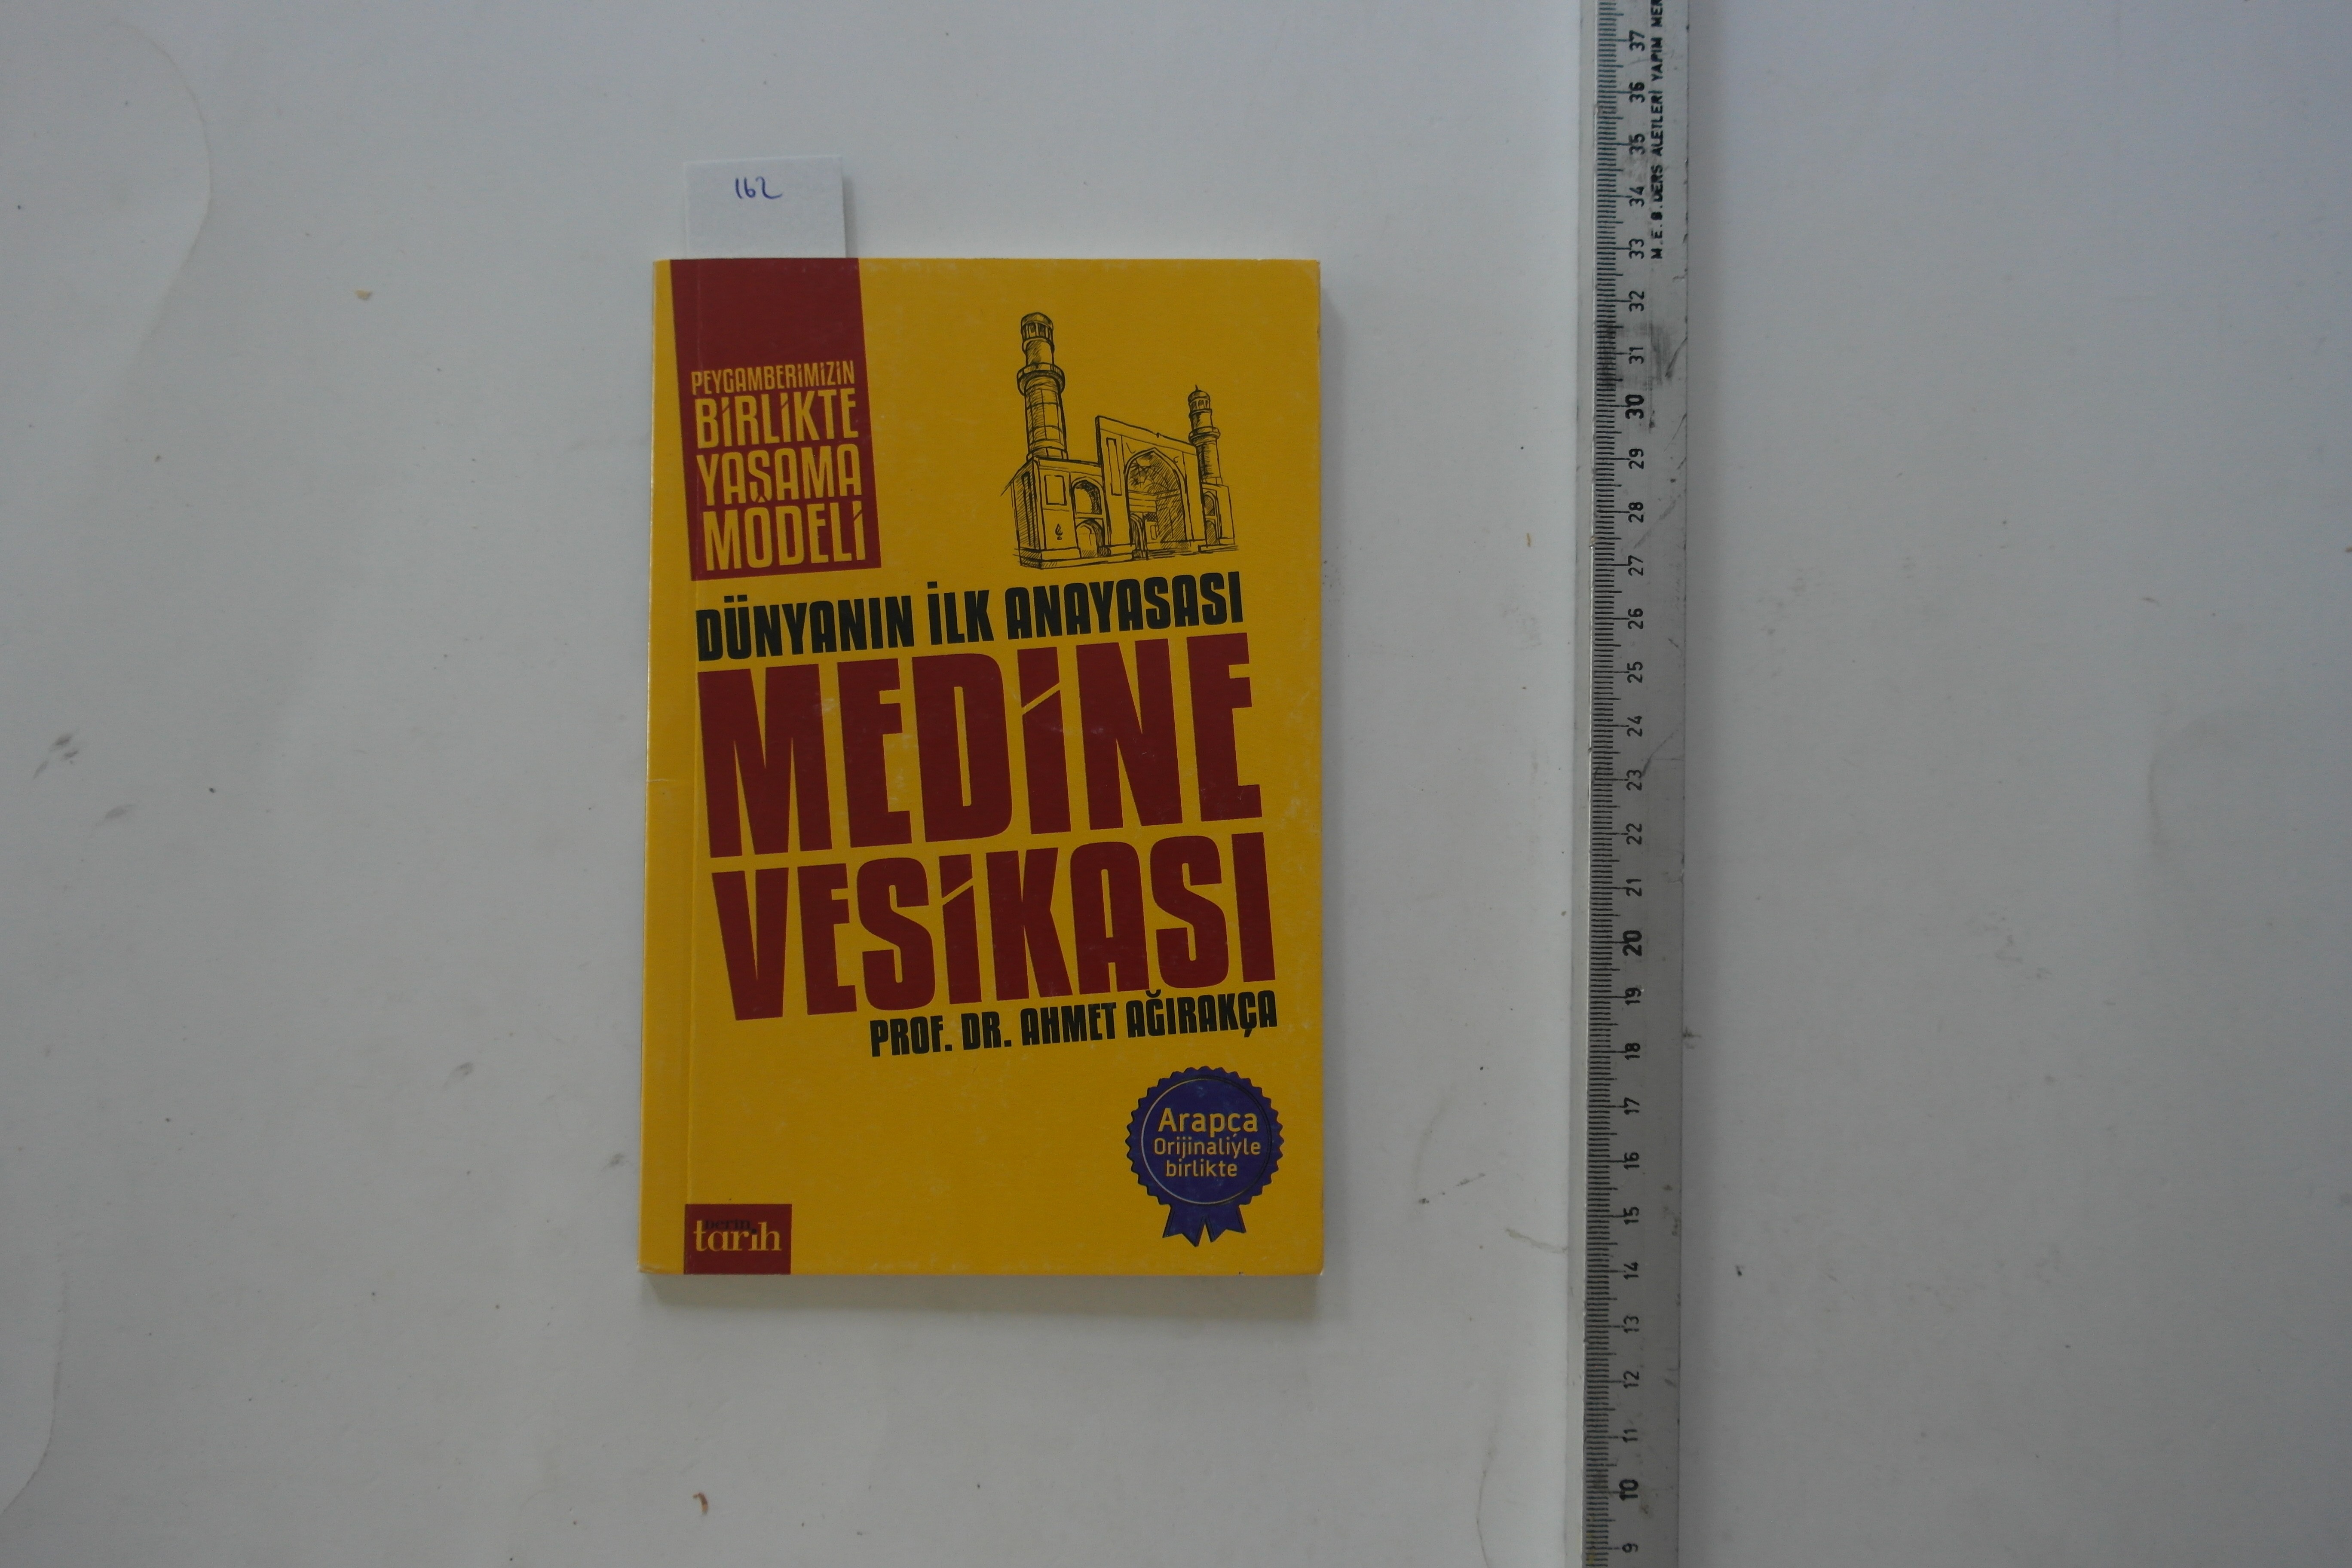 162
PEYGAMBERİMİZİN
BİRLİKTE
YAŞAMA
MODELİ
DÜNYANIN İLK ANAYASASI
MEDİNE
VESİKASI
PROF. DR. AHMET AĞIRAKÇA
Arapça
Orijinaliyle
birlikte
derin
tarih
M.E.B. DERS ALETLERİ YAPIM MER
37
36
35
34
33
32
31
30
29
28
27
26
25
24
23
22
21
20
19
18
17
16
15
14
13
12
11
10
9